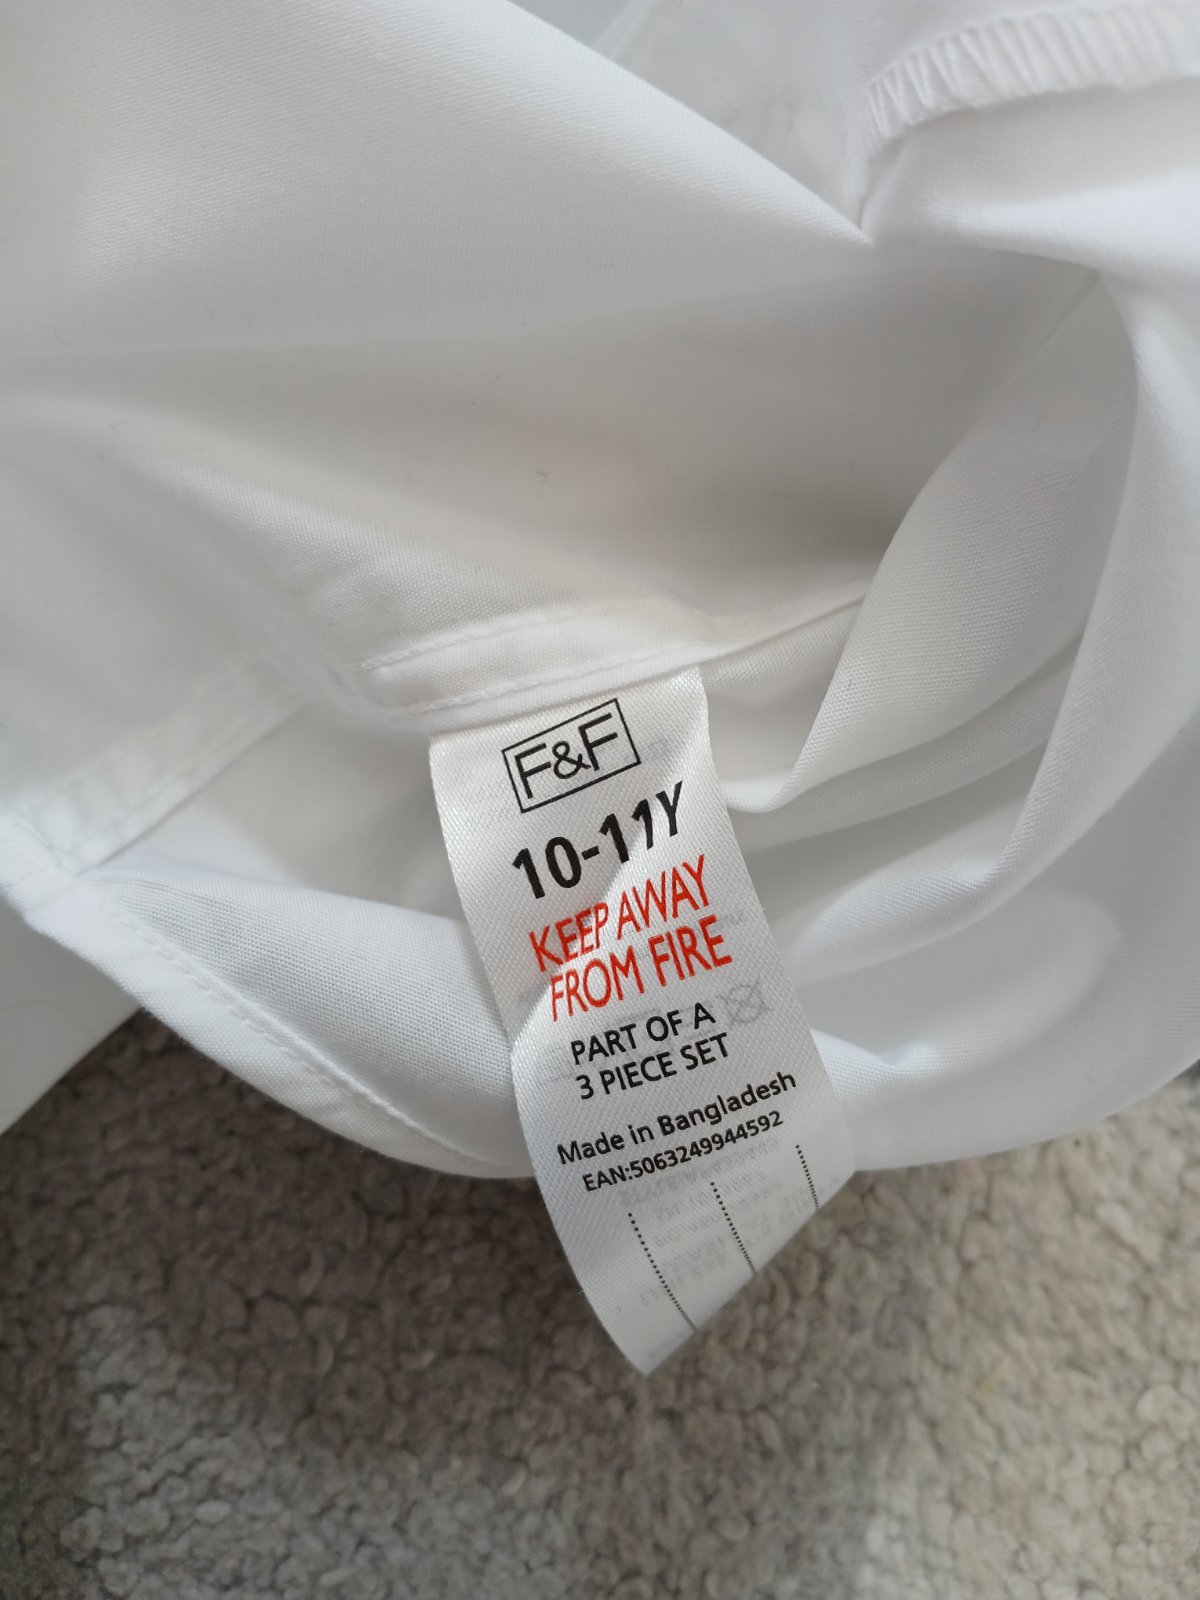 F&F
10-11Y
KEEP AWAY
FROM FIRE
PART OF A
3 PIECE SET
Made in Bangladesh
EAN:5063249944592